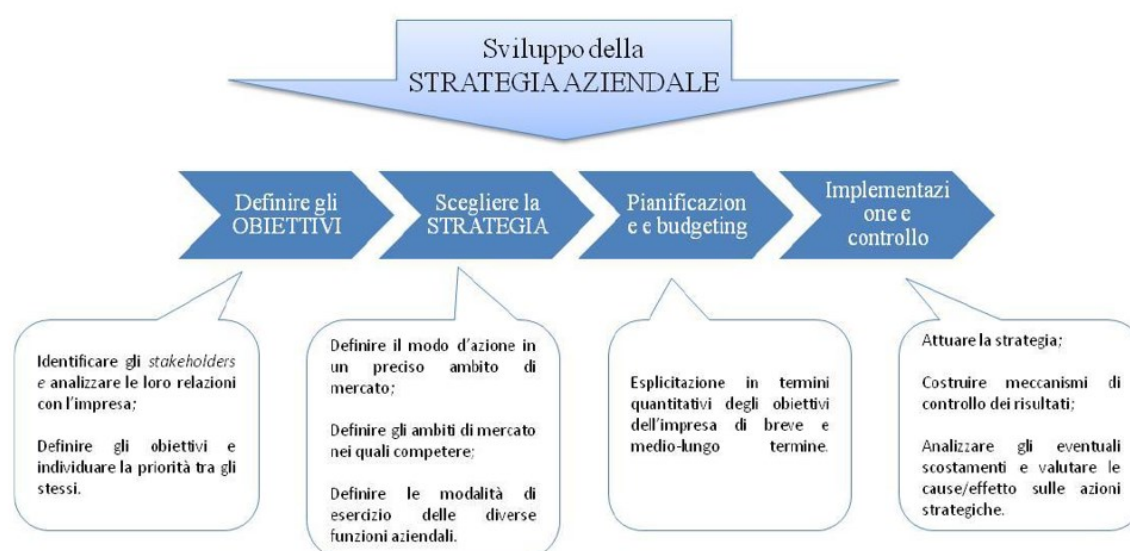 Sviluppo della
STRATEGIA AZIENDALE
Definire gli
OBIETTIVI
Scegliere la
STRATEGIA
Pianificazion
e e budgeting
Implementazi
one e
controllo
Identificare gli stakeholders
e analizzare le loro relazioni
con l'impresa;
Definire gli obiettivi e
individuare la priorità tra gli
stessi.
Definire il modo d'azione in
un preciso ambito di
mercato;
Definire gli ambiti di mercato
nei quali competere;
Definire le modalità di
esercizio delle diverse
funzioni aziendali.
Esplicitazione in termini
quantitativi degli obiettivi
dell'impresa di breve e
medio-lungo termine.
Attuare la strategia;
Costruire meccanismi di
controllo dei risultati;
Analizzare gli eventuali
scostamenti e valutare le
cause/effetto sulle azioni
strategiche.